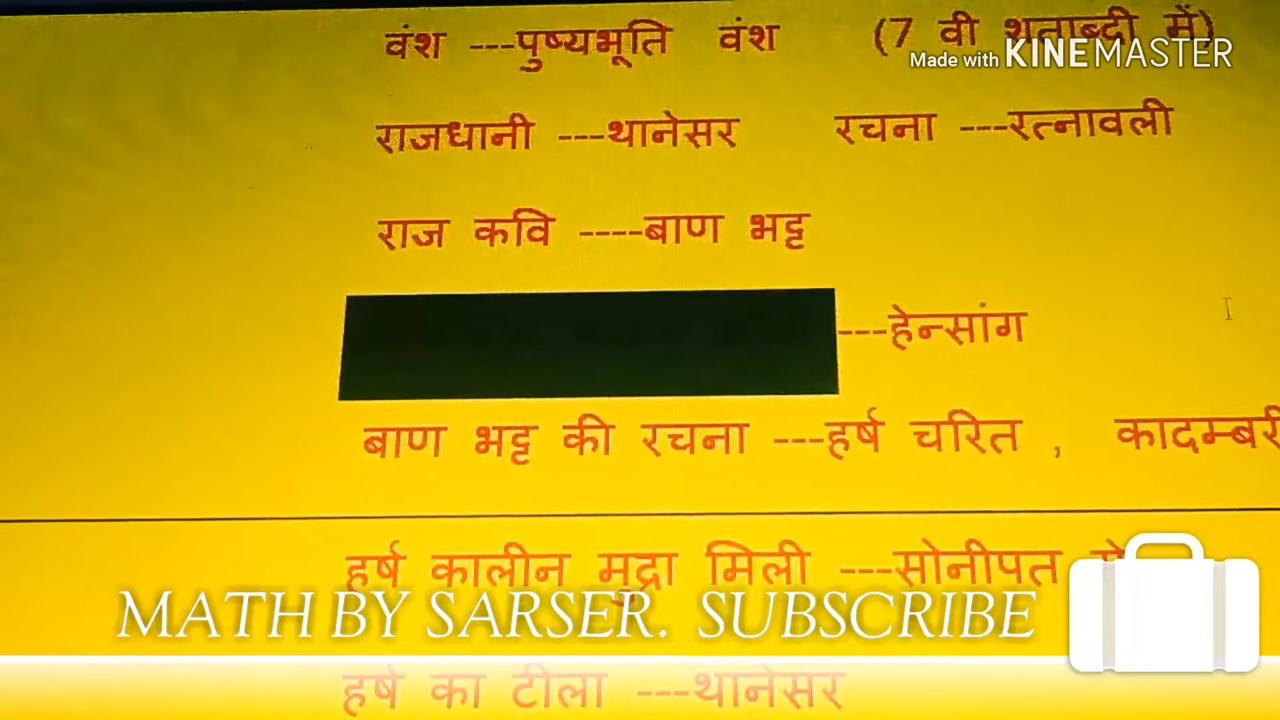 वंश ---पुष्यभूति वंश (7 वी शताब्दी में)
Made with KINEMASTER
राजधानी ---थानेसर रचना ---रत्नावली
राज कवि ----बाण भट्ट
---हेन्सांग
बाण भट्ट की रचना ---हर्ष चरित , कादम्बरी
हर्ष कालीन मुद्रा मिली ---सोनीपत
MATH BY SARSER. SUBSCRIBE
हर्ष का टीला ---थानेसर